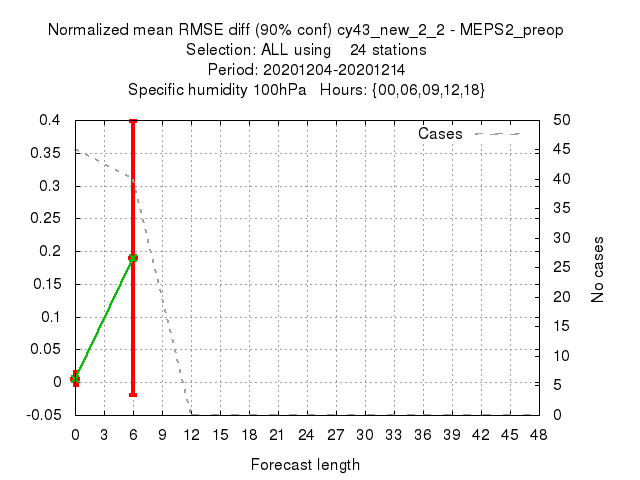 Normalized mean RMSE diff (90% conf) cy43_new_2_2 - MEPS2_preop
Selection: ALL using    24 stations
Period: 20201204-20201214
Specific humidity 100hPa   Hours: {00,06,09,12,18}
Cases
0.4
0.35
0.3
0.25
0.2
0.15
0.1
0.05
0
-0.05
50
45
40
35
30
25
20
15
10
5
0
No cases
0 3 6 9 12 15 18 21 24 27 30 33 36 39 42 45 48
Forecast length